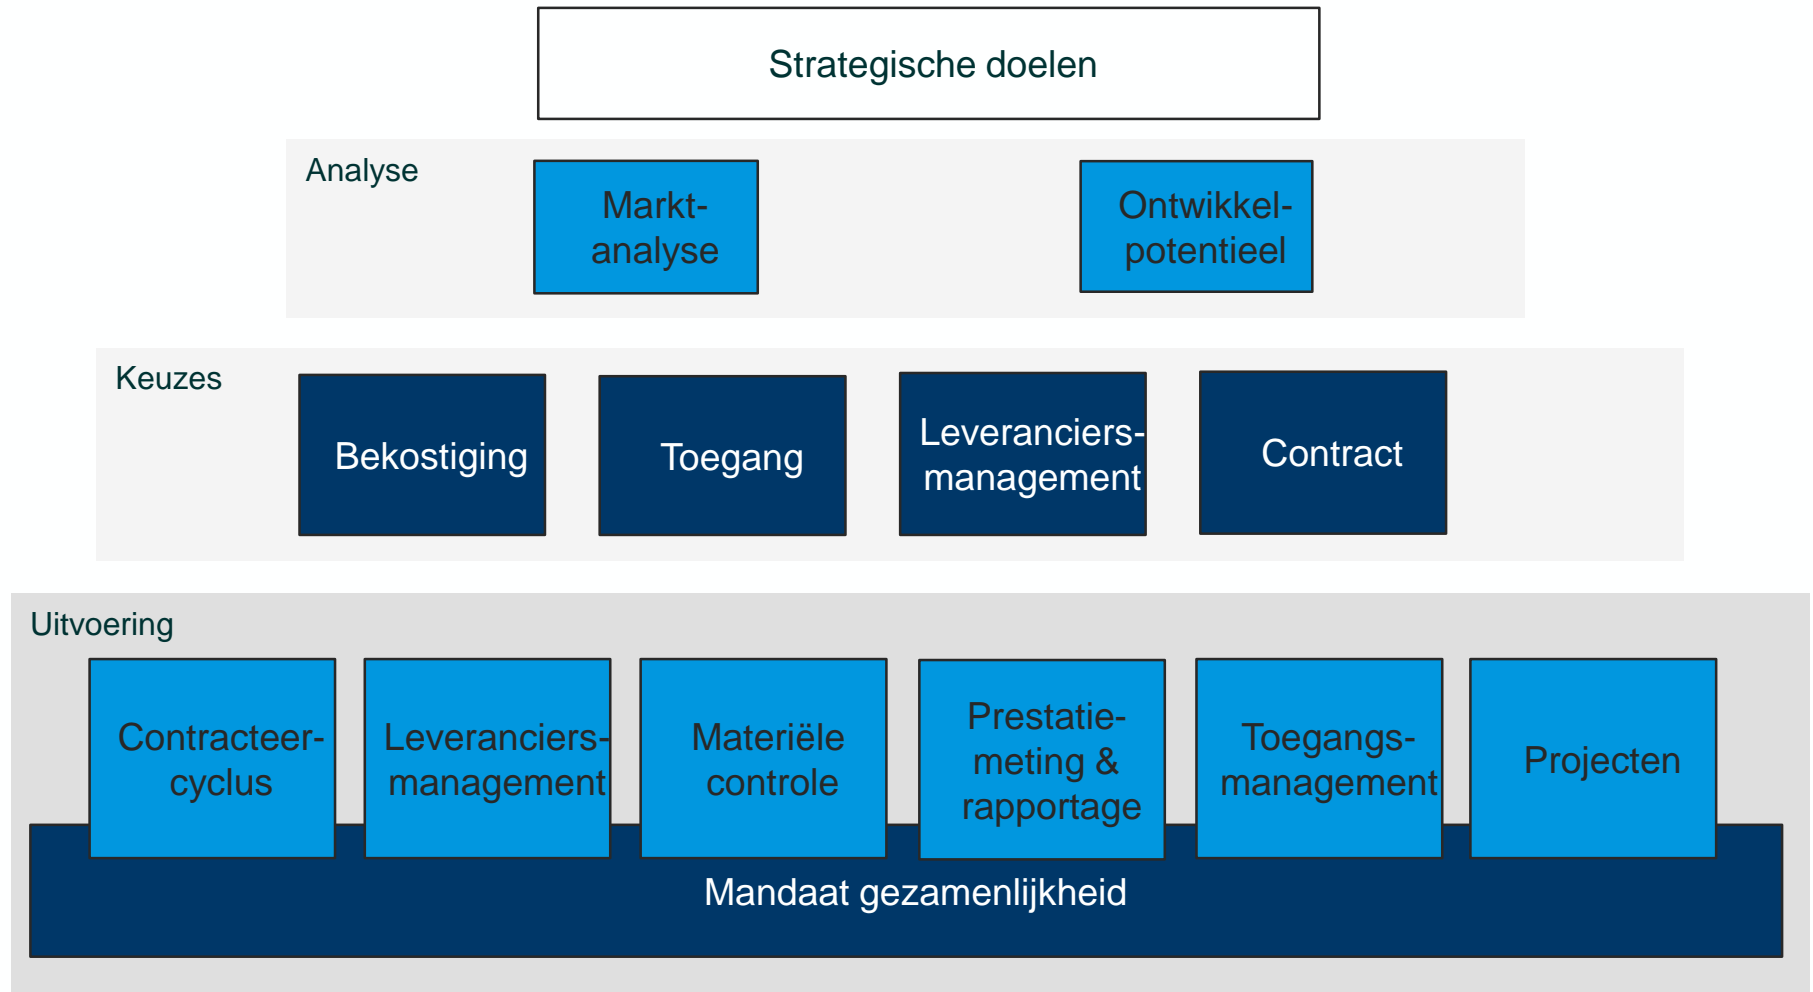 Strategische doelen
Analyse
Markt-
analyse
Ontwikkel-
potentieel
Keuzes
Bekostiging
Toegang
Leveranciers-
management
Contract
Uitvoering
Contracteer-
cyclus
Leveranciers-
management
Materiële
controle
Prestatie-
meting &
rapportage
Toegangs-
management
Projecten
Mandaat gezamenlijkheid